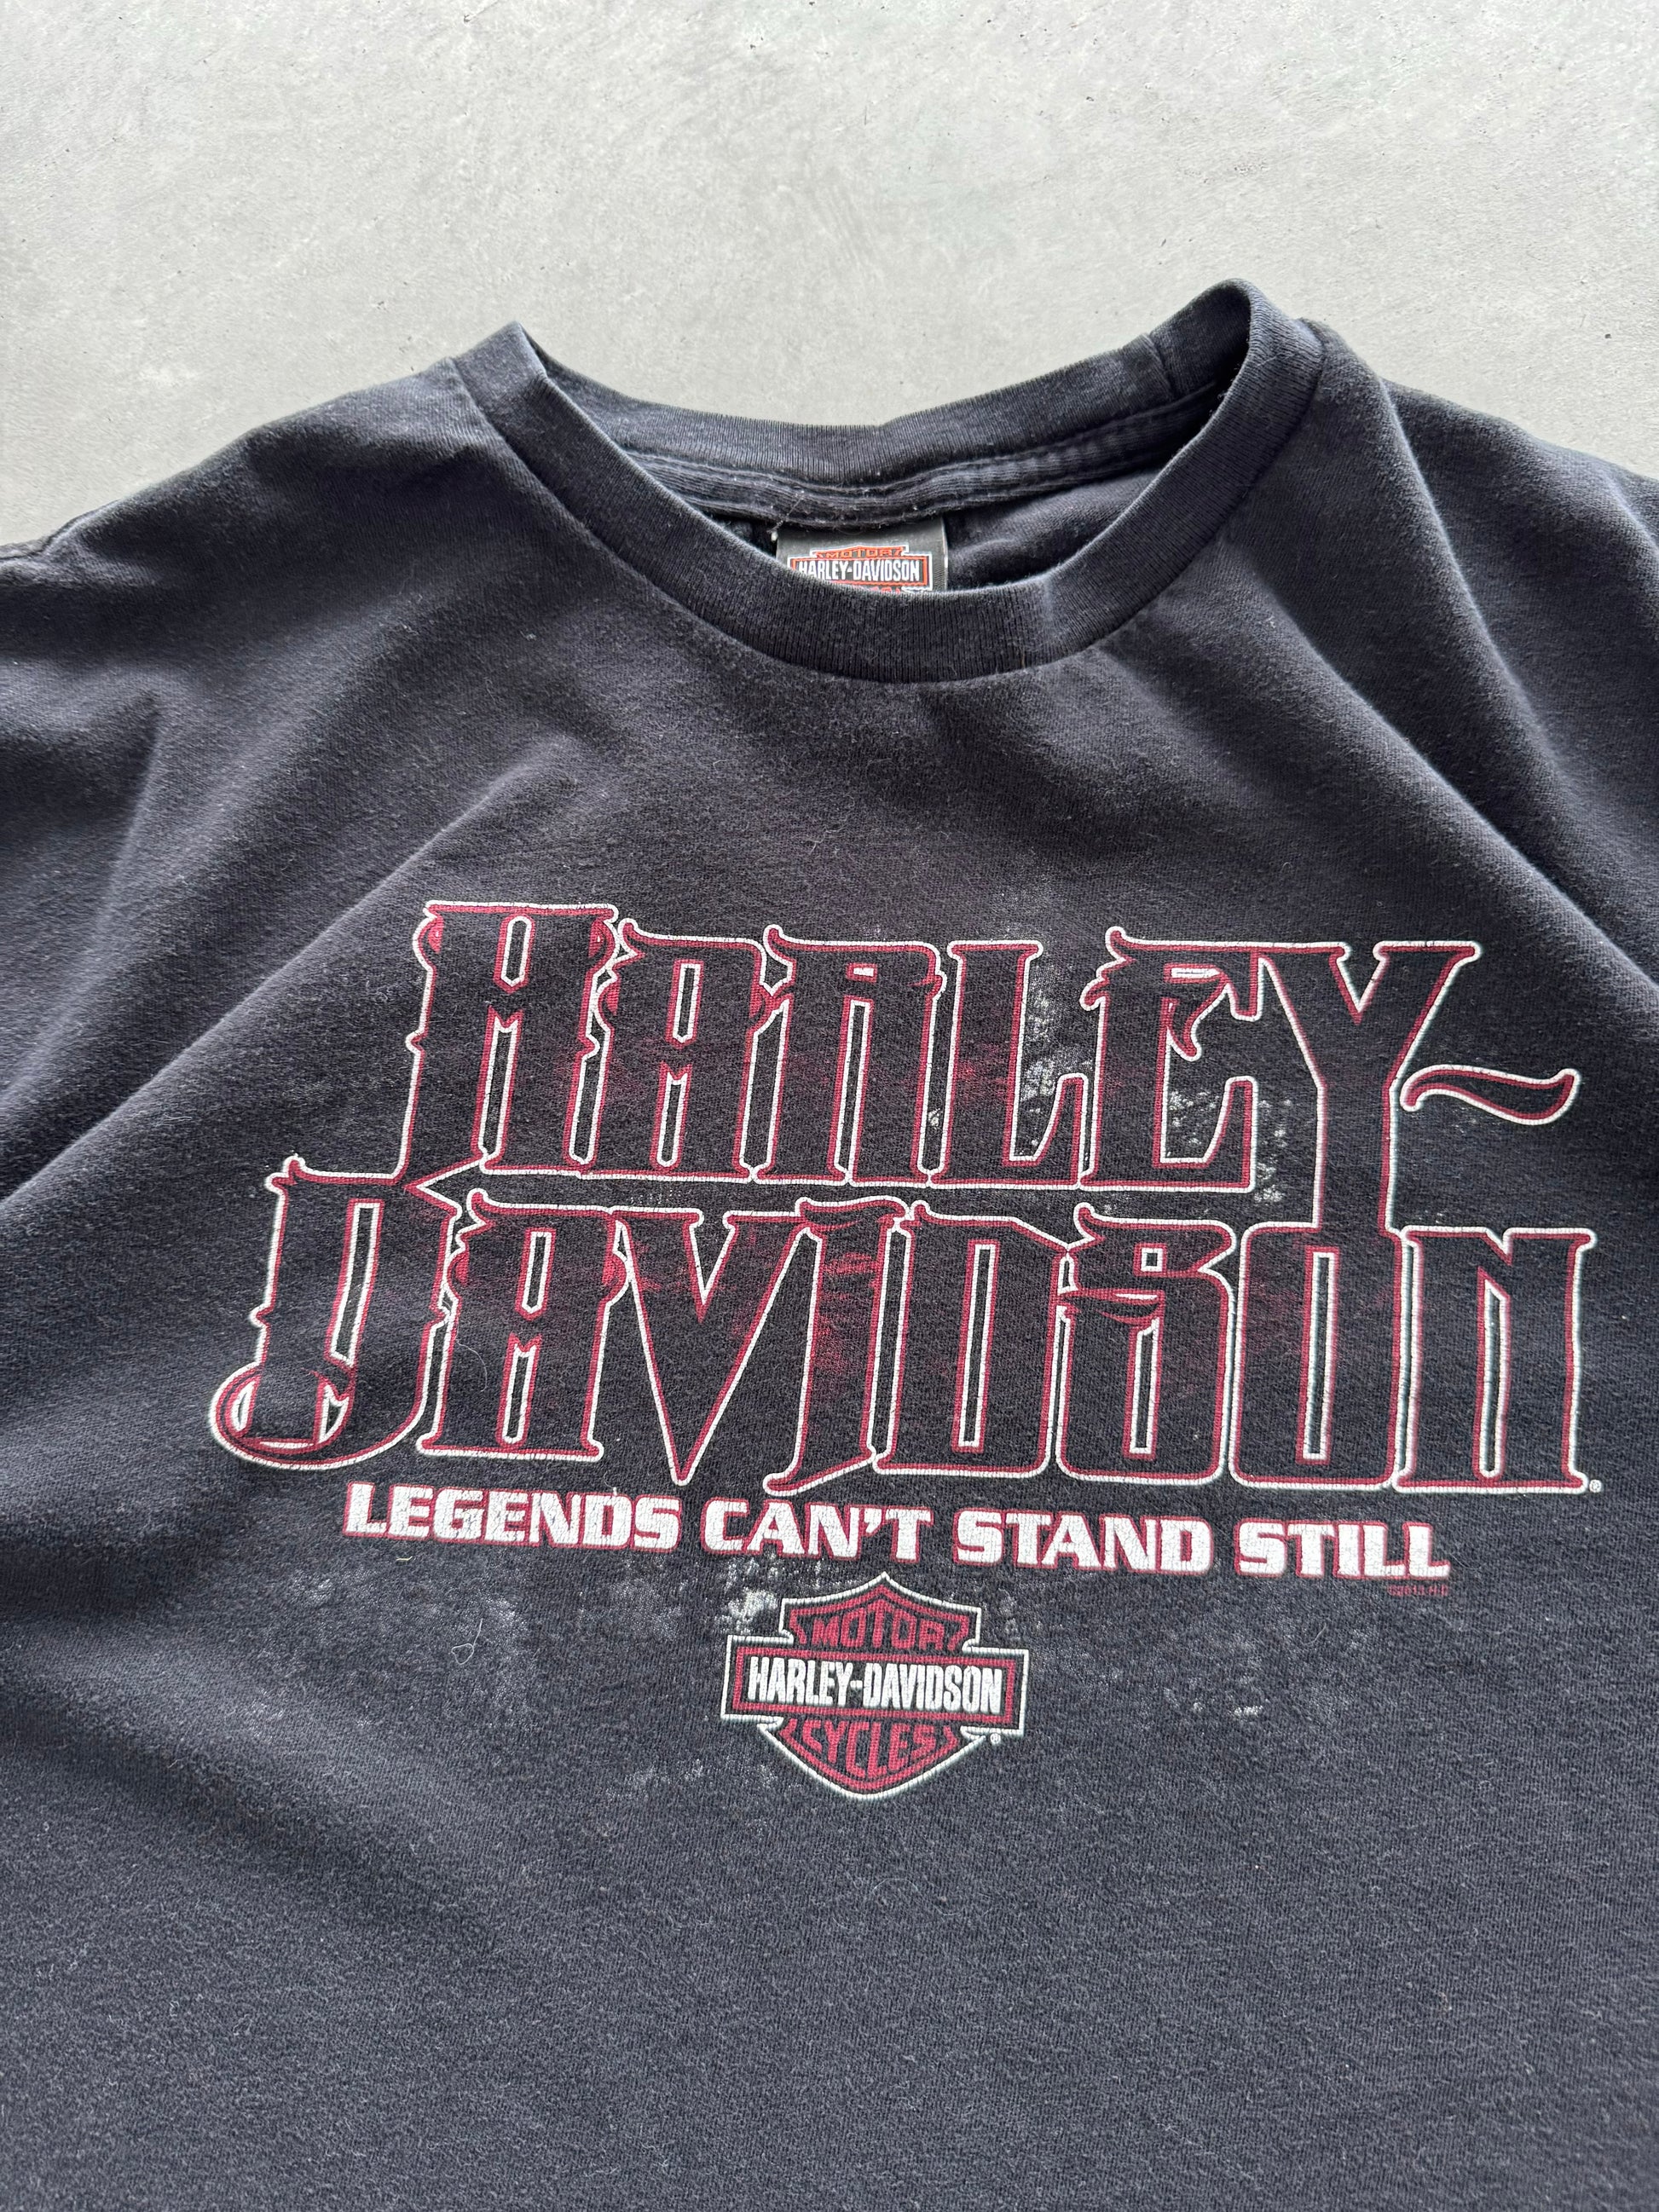 MOTOR
HARLEY-DAVIDSON
HARLEY-
DAVIDSON®
LEGENDS CAN'T STAND STILL
MOTOR
HARLEY-DAVIDSON
CYCLES
®